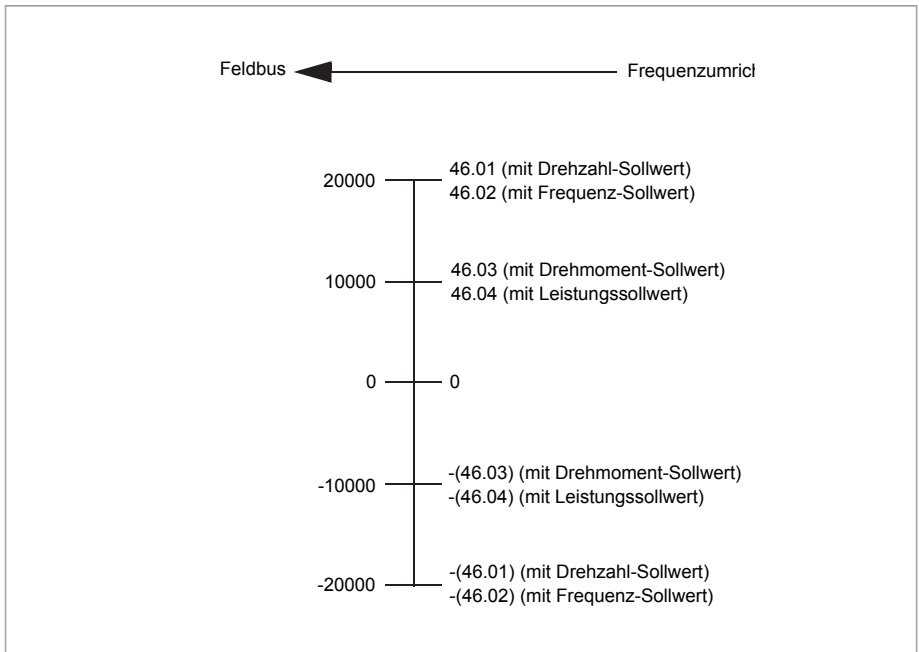 Feldbus Frequenzumrich
20000 46.01 (mit Drehzahl-Sollwert)
46.02 (mit Frequenz-Sollwert)
10000 46.03 (mit Drehmoment-Sollwert)
46.04 (mit Leistungssollwert)
0 0
-10000 -(46.03) (mit Drehmoment-Sollwert)
-(46.04) (mit Leistungssollwert)
-20000 -(46.01) (mit Drehzahl-Sollwert)
-(46.02) (mit Frequenz-Sollwert)